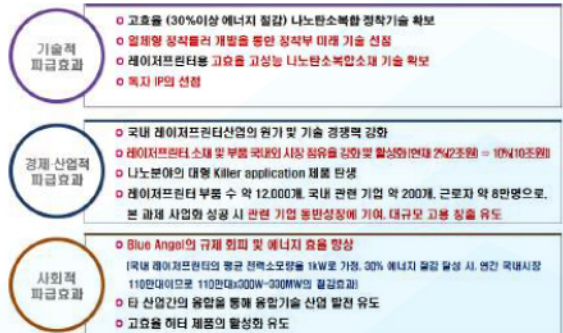 기술적
파급효과
고효율 (30%이상 에너지 절감) 나노탄소복합 정착기술 확보
일체형 정착롤러 개발을 통한 정착부 미래 기술 선점
레이저프린터용 고효율 고성능 나노탄소복합소재 기술 확보
독자 IP의 선점
경제·산업적
파급효과
국내 레이저프린터산업의 원가 및 기술 경쟁력 강화
레이저프린터 소재 및 부품 국내외 시장 점유율 강화 및 활성화(현재 2%(2조원) ⇨ 10%(10조원))
나노분야의 대형 Killer application 제품 탄생
레이저프린터 부품 수 약 12,000개, 국내 관련 기업 약 200개, 근로자 약 8만명으로,
본 과제 사업화 성공 시 관련 기업 동반성장에 기여, 대규모 고용 창출 유도
사회적
파급효과
Blue Angel의 규제 회피 및 에너지 효율 향상
(국내 레이저프린터의 평균 전력소모량을 1kW로 가정, 30% 에너지 절감 달성 시, 연간 국내시장
110만대이므로 110만대x300W=330MW의 절감효과)
타 산업간의 융합을 통해 융합기술 산업 발전 유도
고효율 히터 제품의 활성화 유도